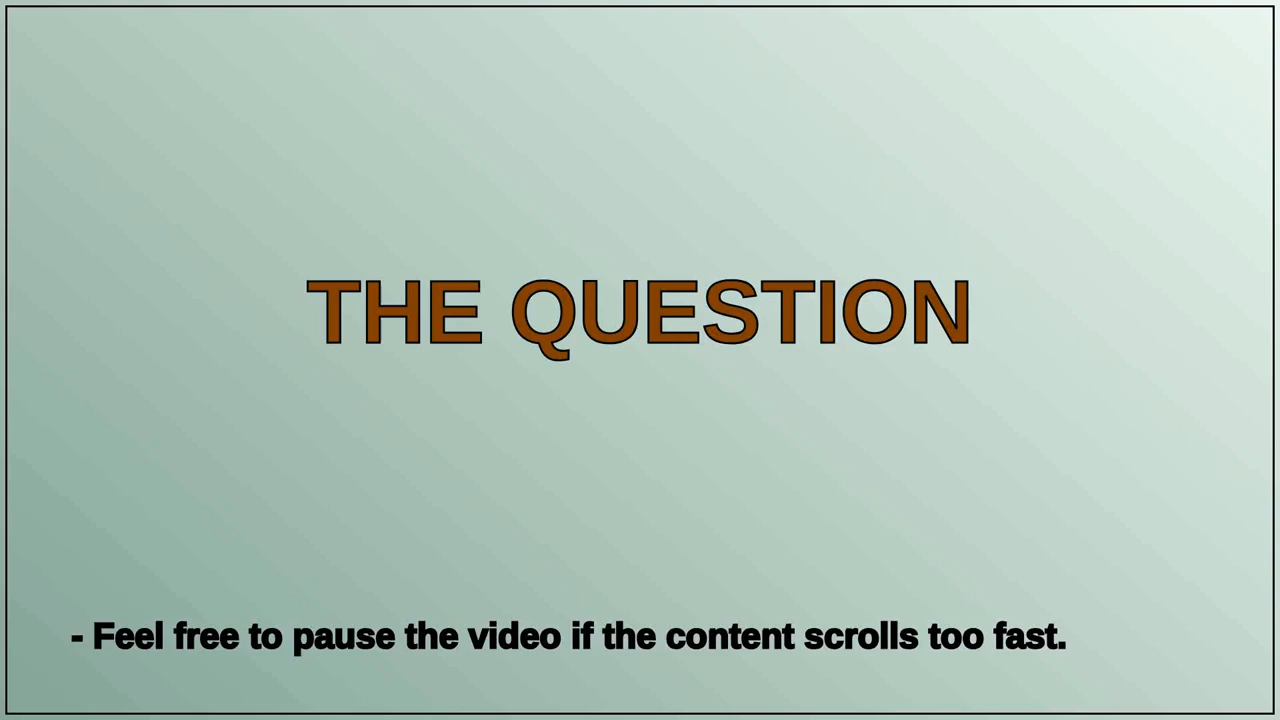 THE QUESTION
- Feel free to pause the video if the content scrolls too fast.